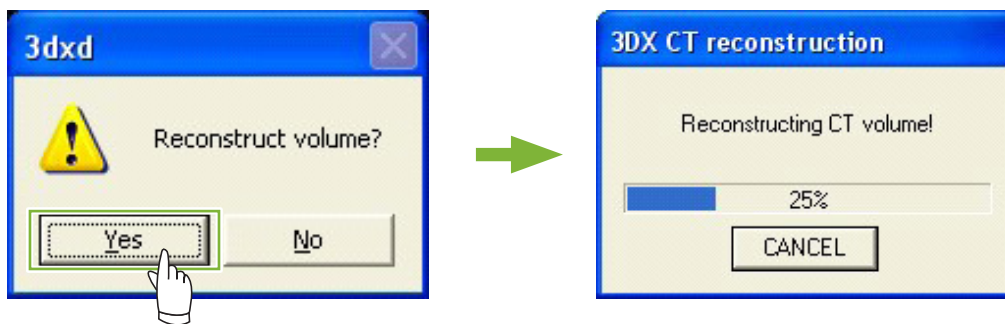 3dxd
Reconstruct volume?
Yes
No
3DX CT reconstruction
Reconstructing CT volume!
25%
CANCEL